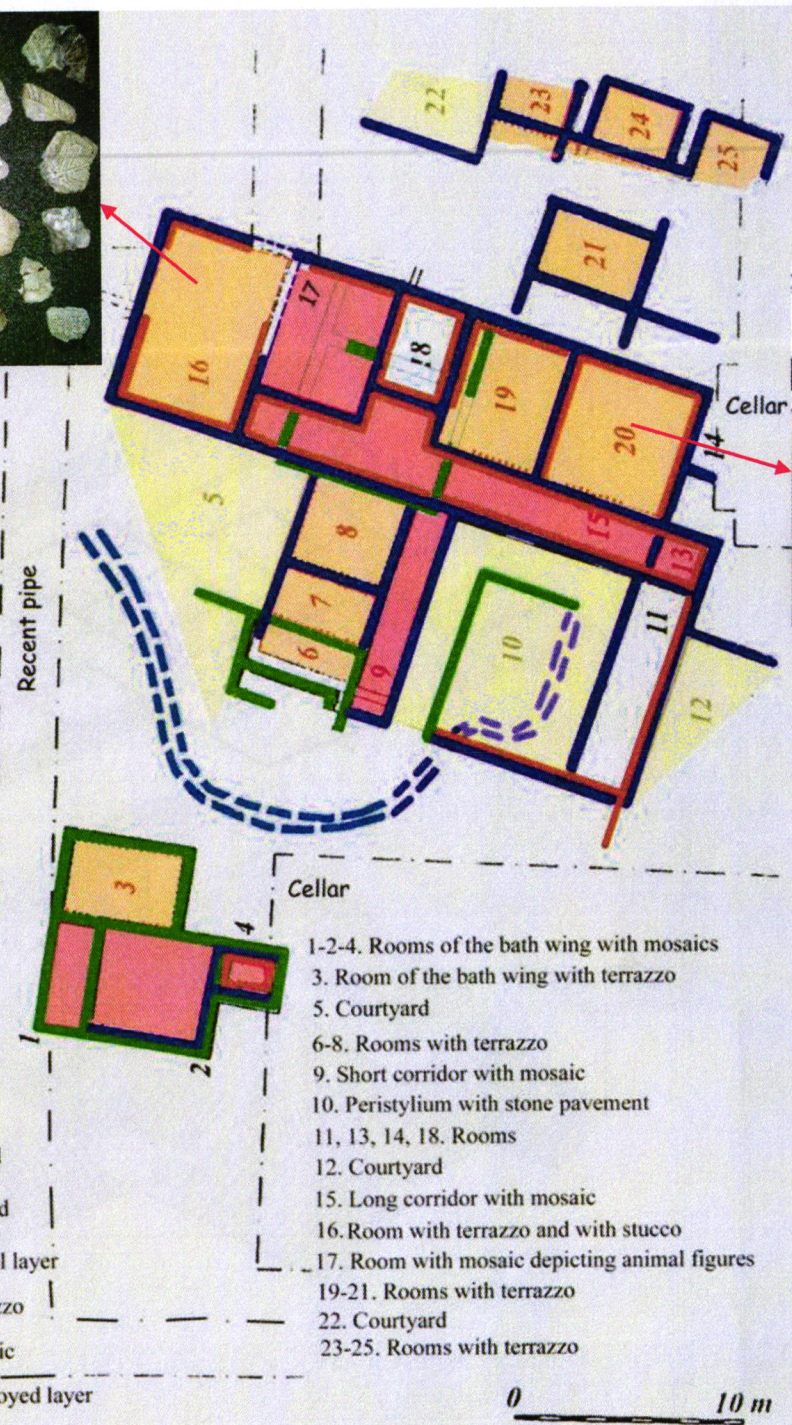 22
23
24
25
21
17
16
18
19
20
Cellar
14
5
8
15
13
7
10
11
6
9
12
Recent pipe
3
Cellar
4
1
2
1-2-4. Rooms of the bath wing with mosaics
3. Room of the bath wing with terrazzo
5. Courtyard
6-8. Rooms with terrazzo
9. Short corridor with mosaic
10. Peristylium with stone pavement
11, 13, 14, 18. Rooms
12. Courtyard
15. Long corridor with mosaic
16. Room with terrazzo and with stucco
17. Room with mosaic depicting animal figures
19-21. Rooms with terrazzo
22. Courtyard
23-25. Rooms with terrazzo
layer
layer
0 10 m